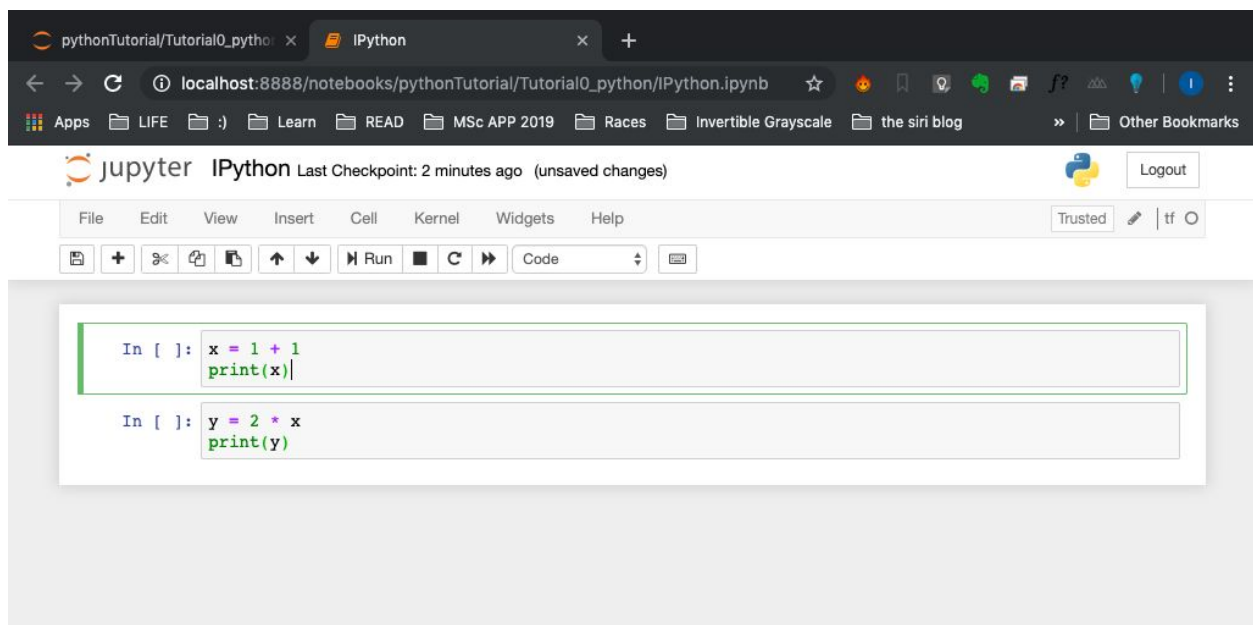 pythonTutorial/Tutorial0_pytho
IPython
localhost:8888/notebooks/pythonTutorial/Tutorial0_python/IPython.ipynb
f?
I
Apps LIFE :) Learn READ MSc APP 2019 Races Invertible Grayscale the siri blog » Other Bookmarks
jupyter IPython Last Checkpoint: 2 minutes ago (unsaved changes) Logout
File Edit View Insert Cell Kernel Widgets Help Trusted tf
Run Code
In [ ]: x = 1 + 1
print(x)
In [ ]: y = 2 * x
print(y)